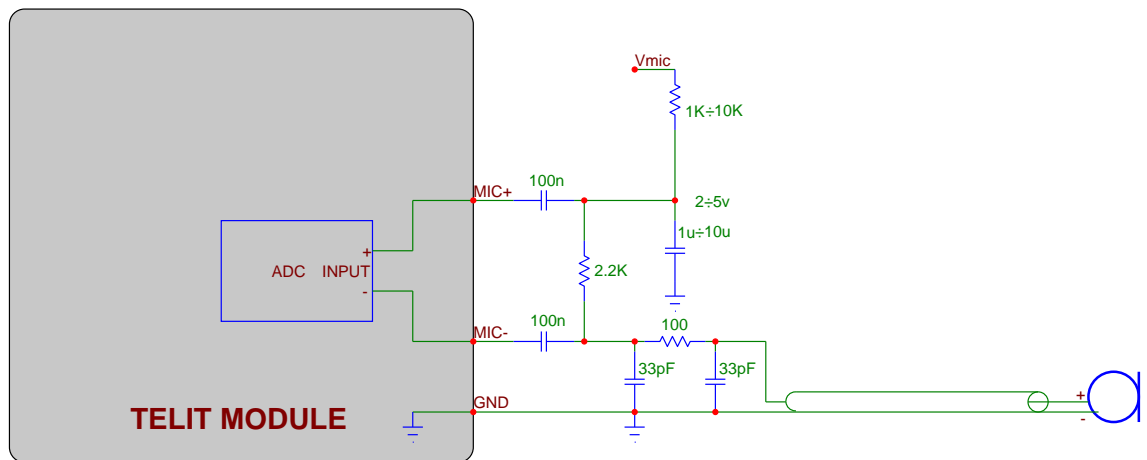 Vmic
1K÷10K
MIC+
100n
2÷5v
1u÷10u
+
ADC INPUT
-
2.2K
MIC-
100n
100
33pF
33pF
GND
+
-
TELIT MODULE